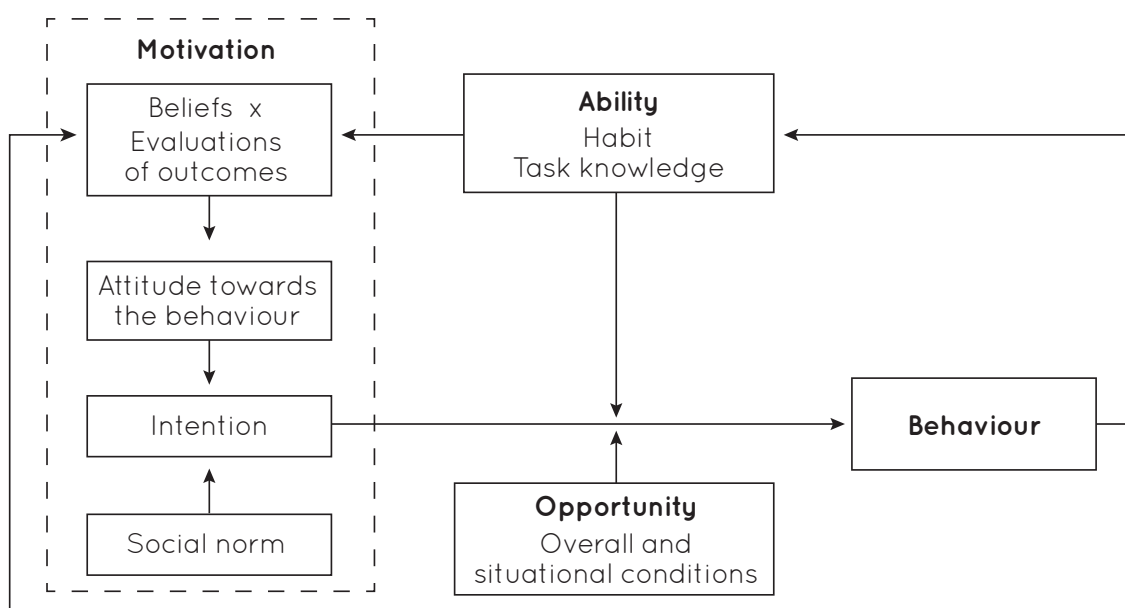 Motivation
Beliefs x
Evaluations
of outcomes
Attitude towards
the behaviour
Intention
Social norm
Ability
Habit
Task knowledge
Opportunity
Overall and
situational conditions
Behaviour